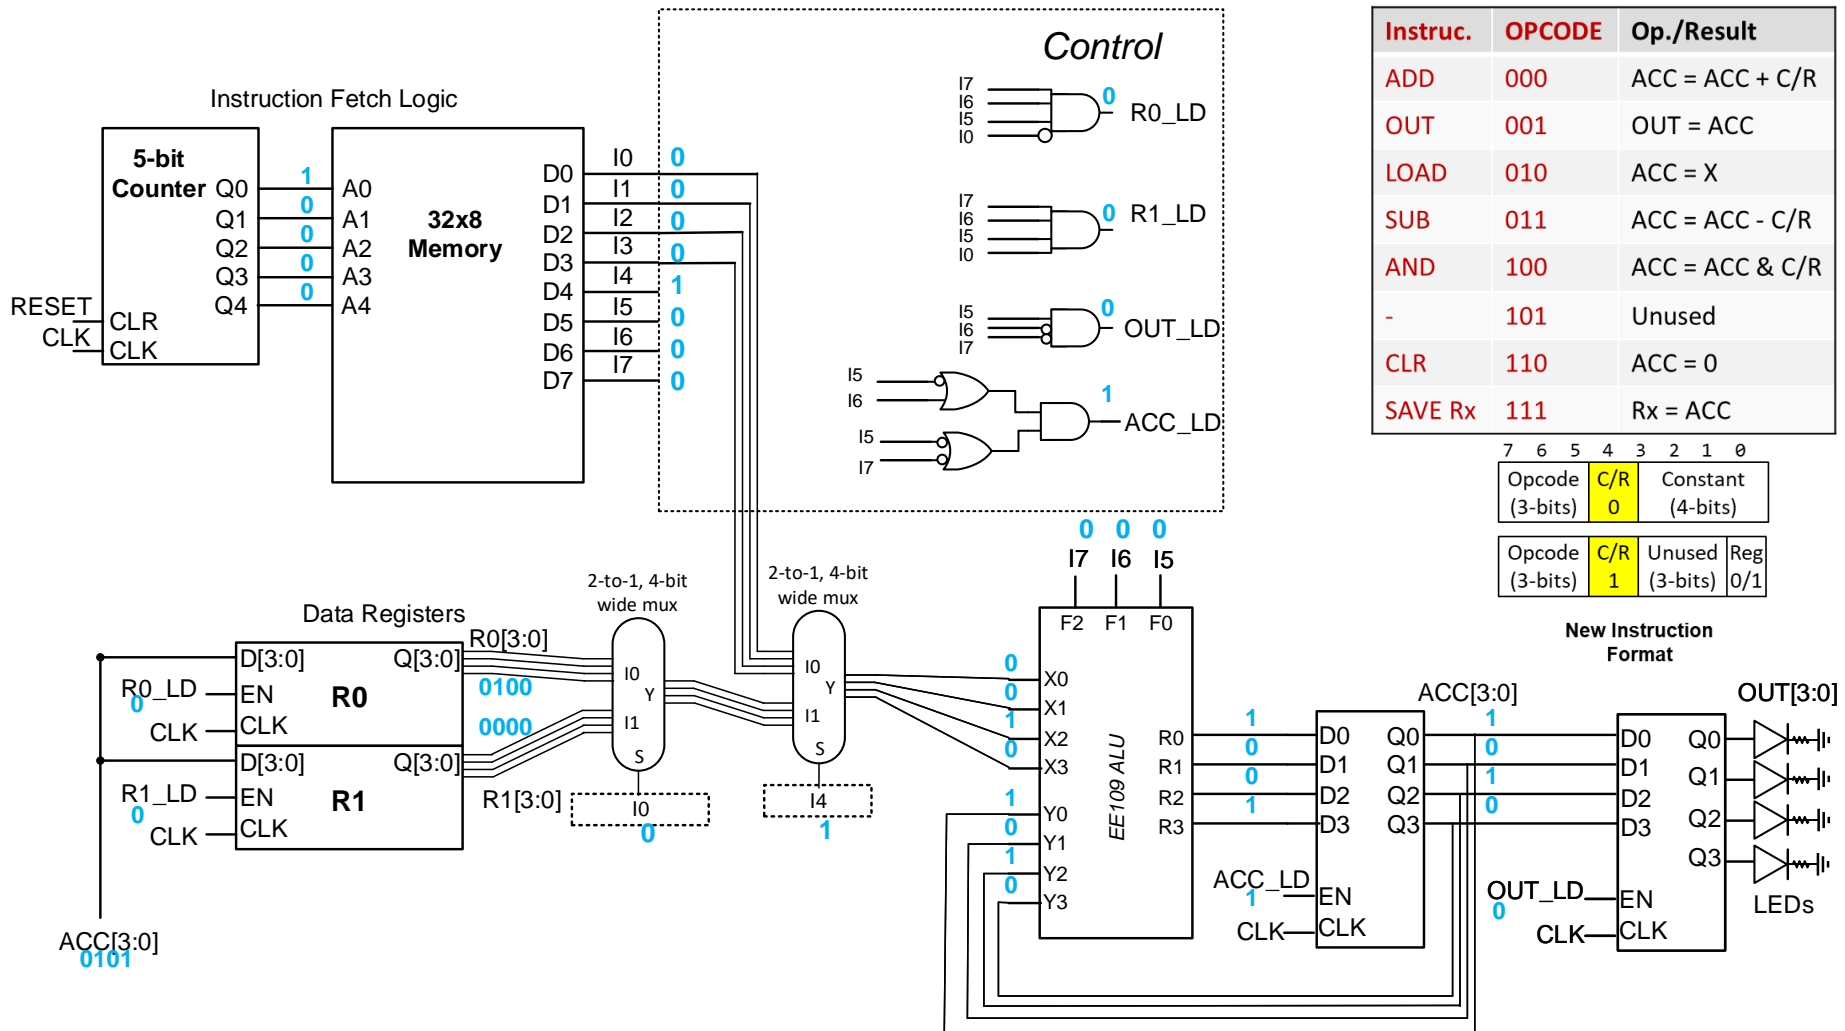 Control
Instruc. OPCODE Op./Result
ADD 000 ACC = ACC + C/R
OUT 001 OUT = ACC
LOAD 010 ACC = X
SUB 011 ACC = ACC - C/R
AND 100 ACC = ACC & C/R
- 101 Unused
CLR 110 ACC = 0
SAVE Rx 111 Rx = ACC
7 6 5 4 3 2 1 0
Opcode C/R Constant
(3-bits) 0 (4-bits)
Opcode C/R Unused Reg
(3-bits) 1 (3-bits) 0/1
New Instruction
Format
Instruction Fetch Logic
5-bit
Counter
Q0
Q1
Q2
Q3
Q4
RESET
CLK
CLR
CLK
1
0
0
0
0
A0
A1
A2
A3
A4
32x8
Memory
D0
D1
D2
D3
D4
D5
D6
D7
I0 0
I1 0
I2 0
I3 0
I4 1
I5 0
I6 0
I7 0
I7
I6
I5
I0
0
R0_LD
I7
I6
I5
I0
0
R1_LD
I5
I6
I7
0
OUT_LD
I5
I6
I5
I7
1
ACC_LD
Data Registers
D[3:0] Q[3:0]
R0_LD
0
EN
R0
CLK
CLK
R0[3:0]
0100
D[3:0] Q[3:0]
R1_LD
0
EN
R1
CLK
CLK
0000
R1[3:0]
ACC[3:0]
0101
2-to-1, 4-bit
wide mux
I0
Y
I1
S
I0
0
2-to-1, 4-bit
wide mux
I0
Y
I1
S
I4
1
0 0 0
I7 I6 I5
F2 F1 F0
EE109 ALU
0
X0
0
X1
1
X2
0
X3
1
Y0
0
Y1
1
Y2
0
Y3
R0
R1
R2
R3
1
0
0
1
ACC[3:0]
D0 Q0
D1 Q1
D2 Q2
D3 Q3
ACC_LD
1
EN
CLK
CLK
1
0
1
0
OUT[3:0]
D0 Q0
D1 Q1
D2 Q2
D3 Q3
OUT_LD
0
EN
CLK
CLK
LEDs